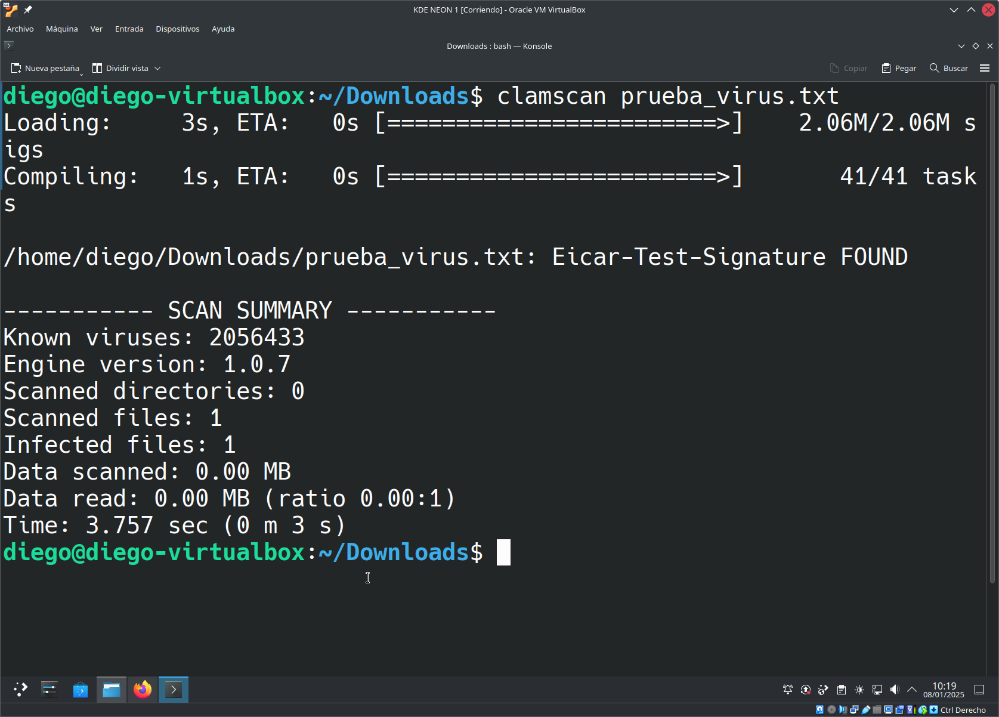 KDE NEON 1 [Corriendo] - Oracle VM VirtualBox
Archivo Máquina Ver Entrada Dispositivos Ayuda
Downloads : bash — Konsole
Nueva pestaña Dividir vista Copiar Pegar Buscar
diego@diego-virtualbox:~/Downloads$ clamscan prueba_virus.txt
Loading:     3s, ETA:   0s [========================>]    2.06M/2.06M s
igs
Compiling:   1s, ETA:   0s [========================>]       41/41 task
s
/home/diego/Downloads/prueba_virus.txt: Eicar-Test-Signature FOUND
----------- SCAN SUMMARY -----------
Known viruses: 2056433
Engine version: 1.0.7
Scanned directories: 0
Scanned files: 1
Infected files: 1
Data scanned: 0.00 MB
Data read: 0.00 MB (ratio 0.00:1)
Time: 3.757 sec (0 m 3 s)
diego@diego-virtualbox:~/Downloads$
10:19
08/01/2025
Ctrl Derecho